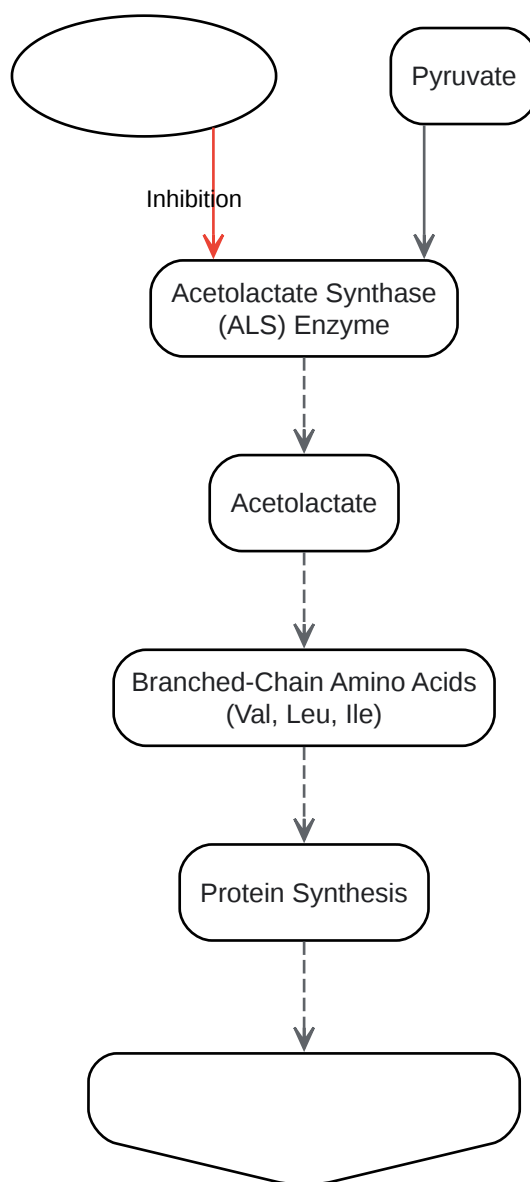 Pyruvate
Inhibition
Acetolactate Synthase
(ALS) Enzyme
Acetolactate
Branched-Chain Amino Acids
(Val, Leu, Ile)
Protein Synthesis